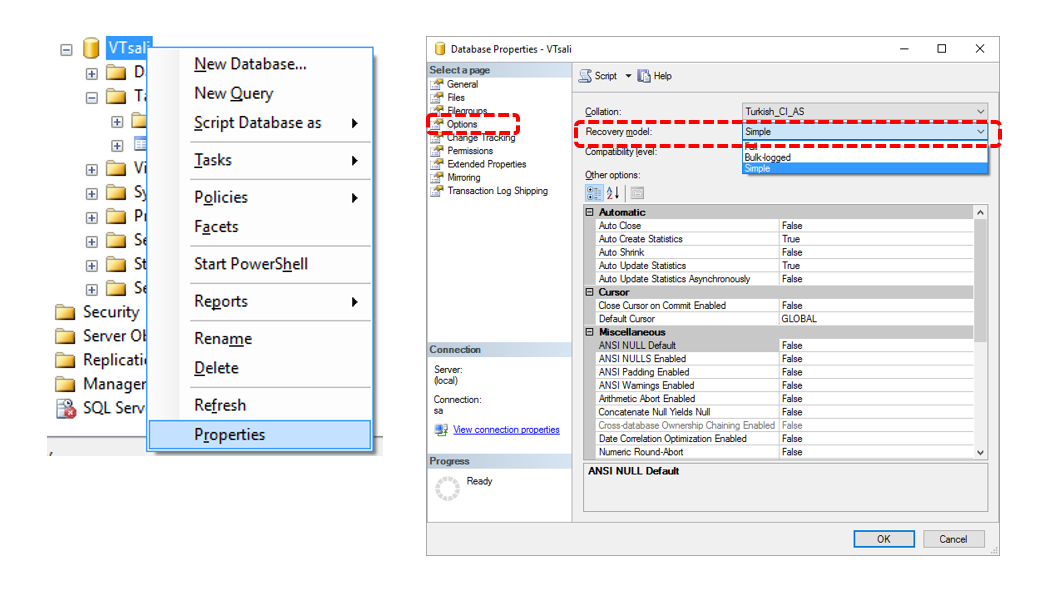 VTsali
D
Ta
Vi
Sy
Pr
Se
St
Se
Security
Server Ob
Replicati
Manager
SQL Serv
New Database...
New Query
Script Database as
Tasks
Policies
Facets
Start PowerShell
Reports
Rename
Delete
Refresh
Properties
Database Properties - VTsali
Select a page
General
Files
Filegroups
Options
Change Tracking
Permissions
Extended Properties
Mirroring
Transaction Log Shipping
Connection
Server:
(local)
Connection:
sa
View connection properties
Progress
Ready
Script Help
Collation: Turkish_CI_AS
Recovery model: Simple
Full
Compatibility level: Bulk-logged
Simple
Other options:
Automatic
Auto Close False
Auto Create Statistics True
Auto Shrink False
Auto Update Statistics True
Auto Update Statistics Asynchronously False
Cursor
Close Cursor on Commit Enabled False
Default Cursor GLOBAL
Miscellaneous
ANSI NULL Default False
ANSI NULLS Enabled False
ANSI Padding Enabled False
ANSI Warnings Enabled False
Arithmetic Abort Enabled False
Concatenate Null Yields Null False
Cross-database Ownership Chaining Enabled False
Date Correlation Optimization Enabled False
Numeric Round-Abort False
ANSI NULL Default
OK Cancel